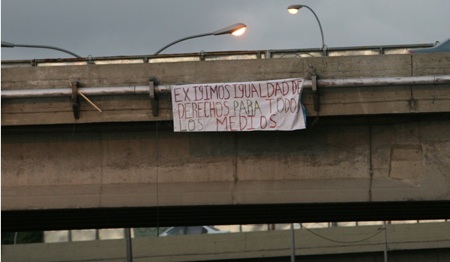 EXIGIMOS IGUALDAD DE
DERECHOS PARA TODOS
LOS MEDIOS